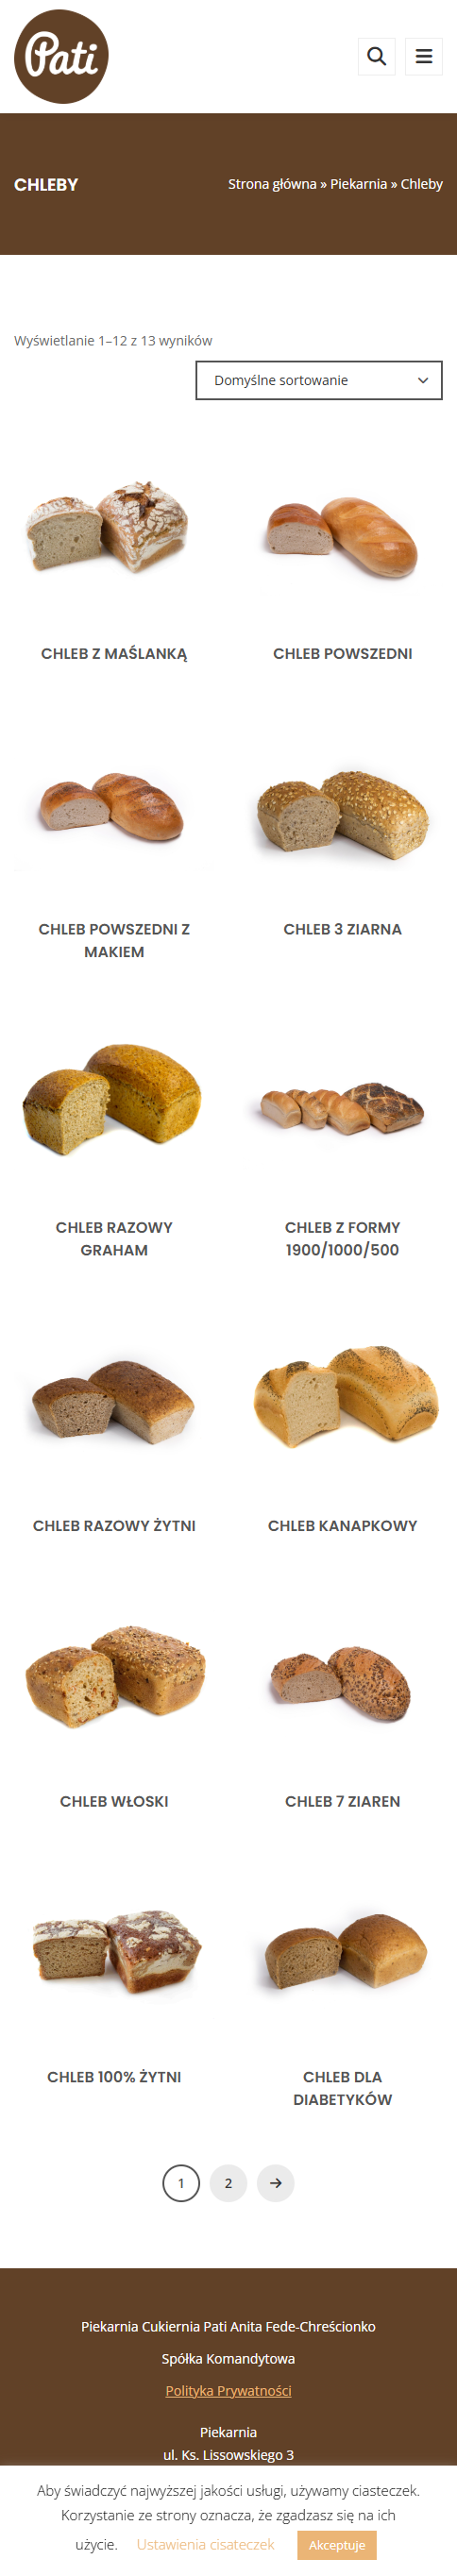 Pati
CHLEBY
Strona główna » Piekarnia » Chleby
Wyświetlanie 1–12 z 13 wyników
Domyślne sortowanie
CHLEB Z MAŚLANKĄ
CHLEB POWSZEDNI
CHLEB POWSZEDNI Z
MAKIEM
CHLEB 3 ZIARNA
CHLEB RAZOWY
GRAHAM
CHLEB Z FORMY
1900/1000/500
CHLEB RAZOWY ŻYTNI
CHLEB KANAPKOWY
CHLEB WŁOSKI
CHLEB 7 ZIAREN
CHLEB 100% ŻYTNI
CHLEB DLA
DIABETYKÓW
1 2 →
Piekarnia Cukiernia Pati Anita Fede-Chreścionko
Spółka Komandytowa
Polityka Prywatności
Piekarnia
ul. Ks. Lissowskiego 3
Aby świadczyć najwyższej jakości usługi, używamy ciasteczek.
Korzystanie ze strony oznacza, że zgadzasz się na ich
użycie. Ustawienia cisateczek Akceptuje